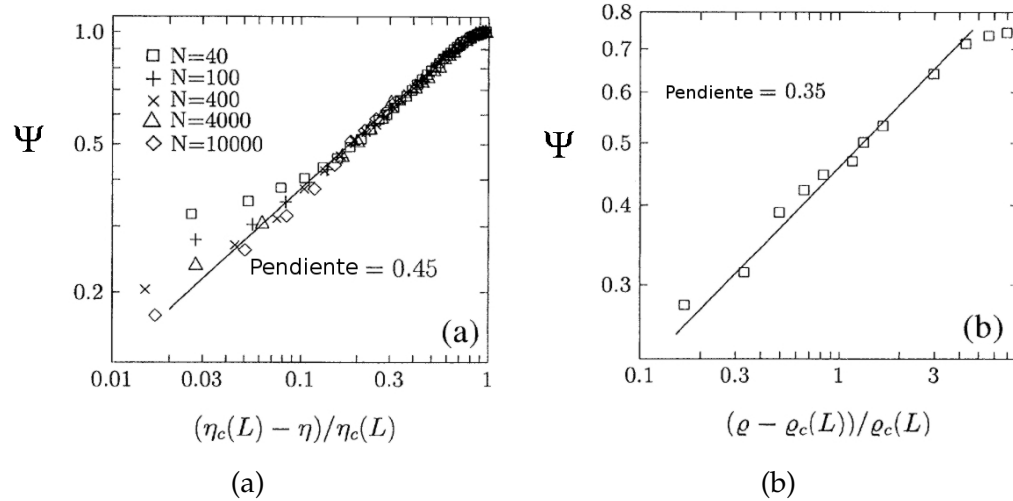 1.0
0.5
0.2
Ψ
N=40
N=100
N=400
N=4000
N=10000
Pendiente = 0.45
(a)
0.01 0.03 0.1 0.3 1
(η_c(L) − η)/η_c(L)
(a)
0.8
0.7
0.5
0.4
0.3
Ψ
Pendiente = 0.35
(b)
0.1 0.3 1 3
(ϱ − ϱ_c(L))/ϱ_c(L)
(b)